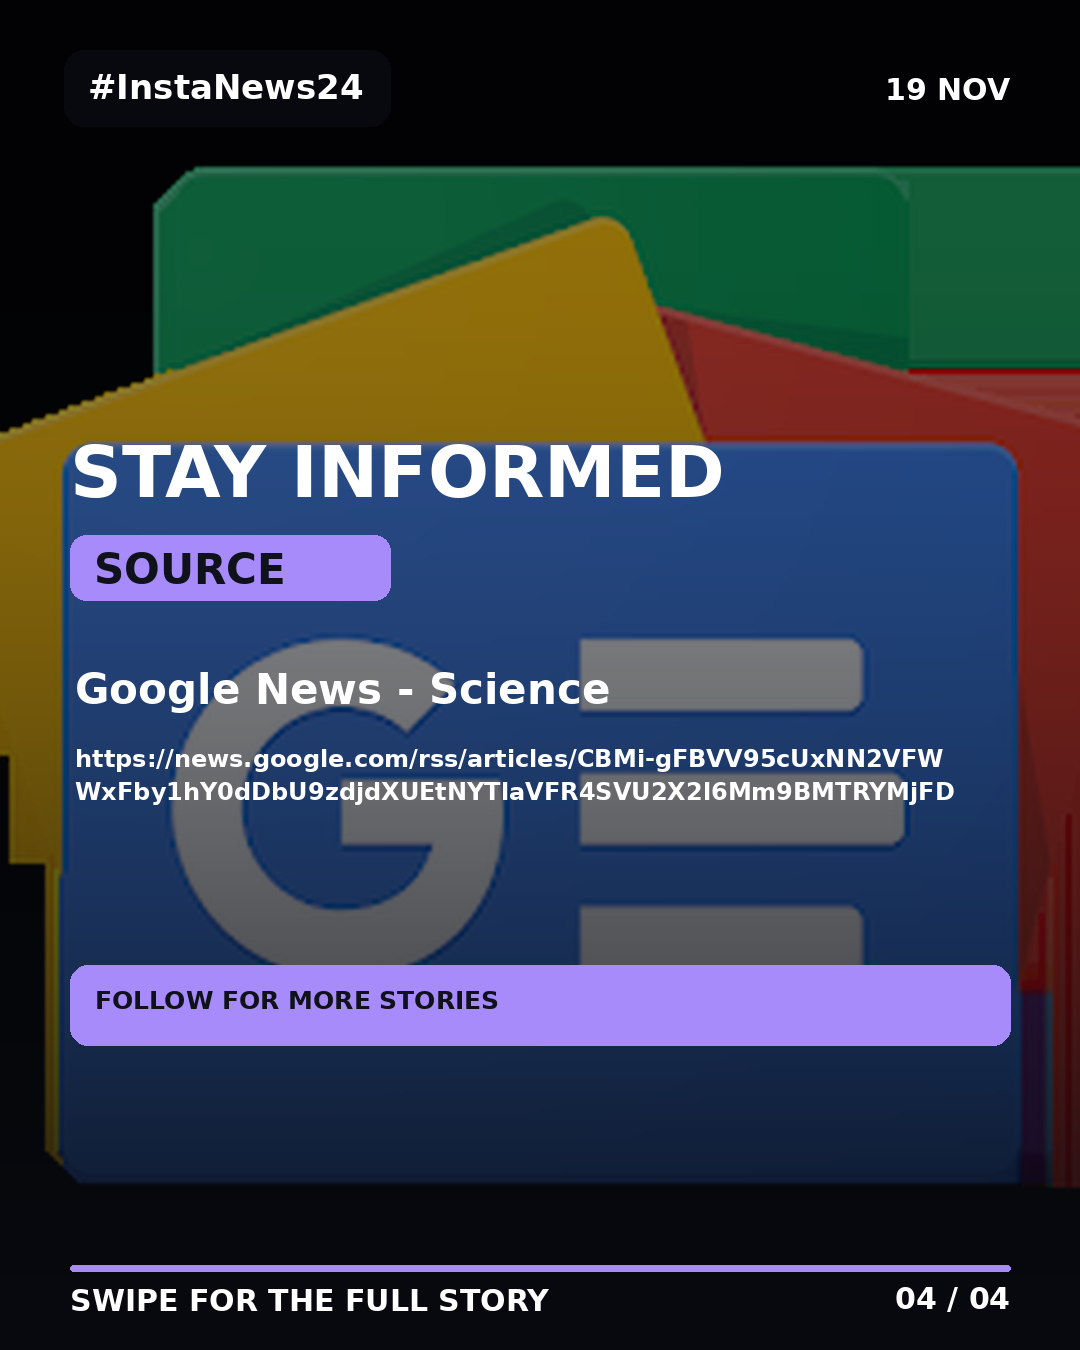 #InstaNews24
19 NOV
STAY INFORMED
SOURCE
Google News - Science
https://news.google.com/rss/articles/CBMi-gFBVV95cUxNN2VFW
WxFby1hY0dDbU9zdjdXUEtNYTlaVFR4SVU2X2l6Mm9BMTRYMjFD
FOLLOW FOR MORE STORIES
SWIPE FOR THE FULL STORY
04 / 04